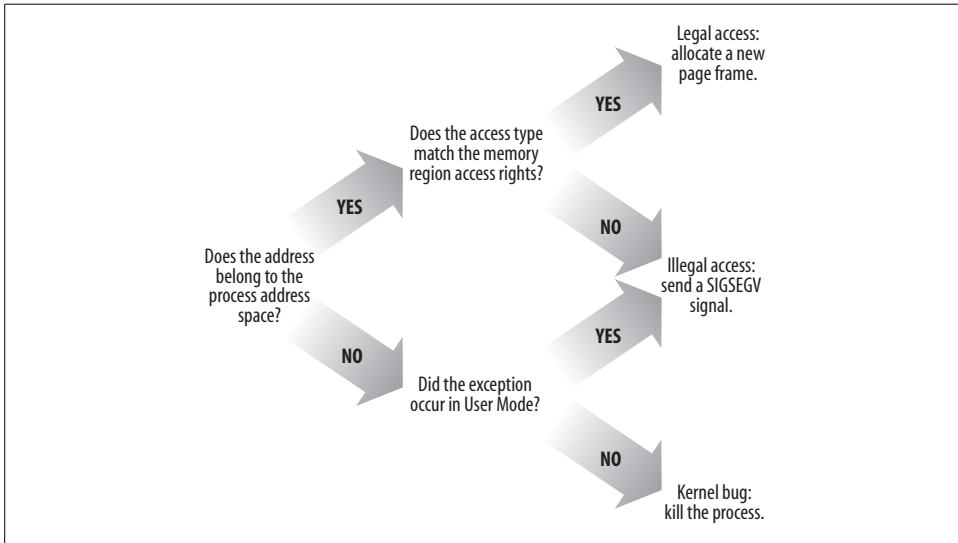 Legal access:
allocate a new
page frame.
YES
Does the access type
match the memory
region access rights?
YES
NO
Does the address
belong to the
process address
space?
Illegal access:
send a SIGSEGV
signal.
YES
NO
Did the exception
occur in User Mode?
NO
Kernel bug:
kill the process.